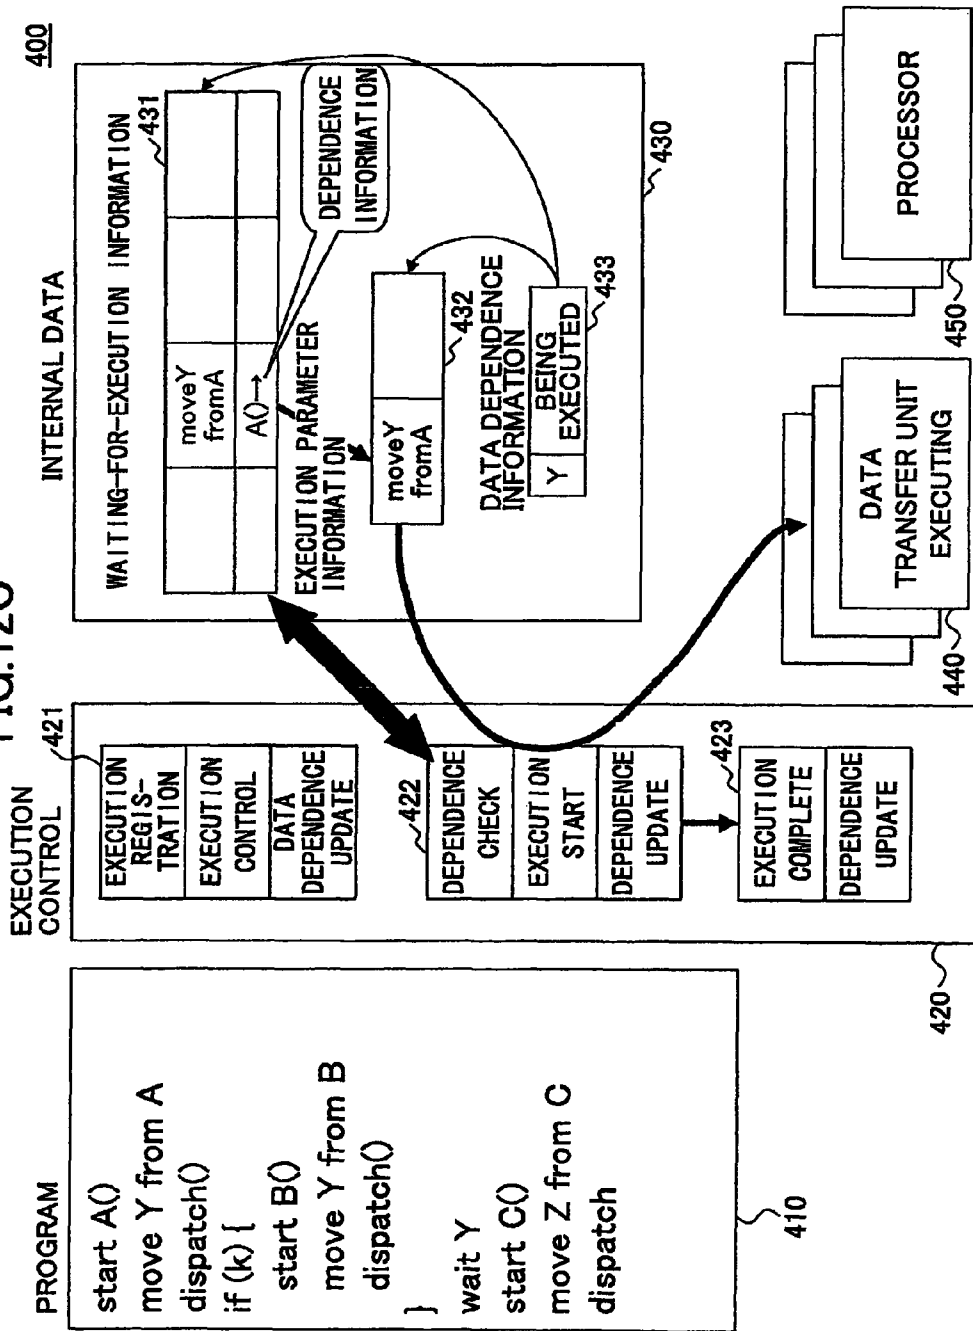 FIG.12C
400
PROGRAM
start A()
move Y from A
dispatch()
if (k) {
start B()
move Y from B
dispatch()
}
wait Y
start C()
move Z from C
dispatch
410
EXECUTION
CONTROL
421
EXECUTION
REGIS-
TRATION
EXECUTION
CONTROL
DATA
DEPENDENCE
UPDATE
422
DEPENDENCE
CHECK
EXECUTION
START
DEPENDENCE
UPDATE
423
EXECUTION
COMPLETE
DEPENDENCE
UPDATE
420
INTERNAL DATA
WAITING-FOR-EXECUTION INFORMATION
431
moveY
fromA
A()→
DEPENDENCE
INFORMATION
EXECUTION PARAMETER
INFORMATION
moveY
fromA
432
DATA DEPENDENCE
INFORMATION
Y
BEING
EXECUTED
433
430
DATA
TRANSFER UNIT
EXECUTING
440
PROCESSOR
450